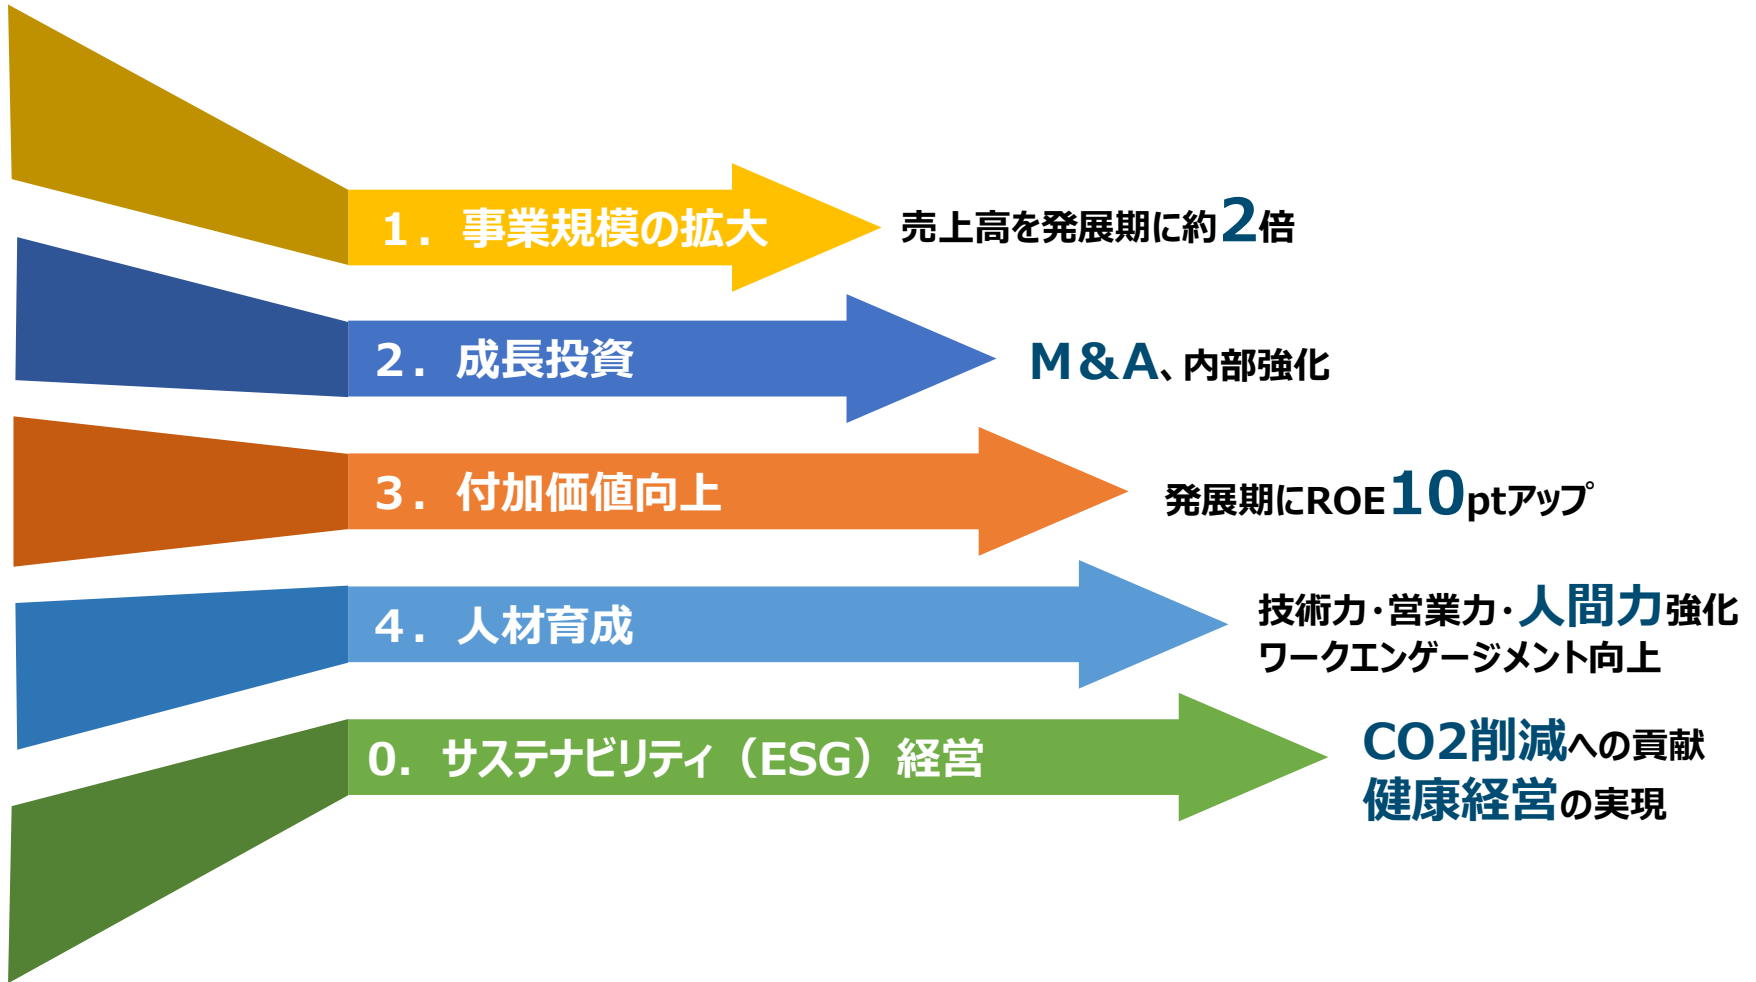 １．事業規模の拡大
売上高を発展期に約2倍
２．成長投資
Ｍ＆Ａ、内部強化
３．付加価値向上
発展期にROE10ptアップ
４．人材育成
技術力・営業力・人間力強化
ワークエンゲージメント向上
0．サステナビリティ（ESG）経営
CO2削減への貢献
健康経営の実現